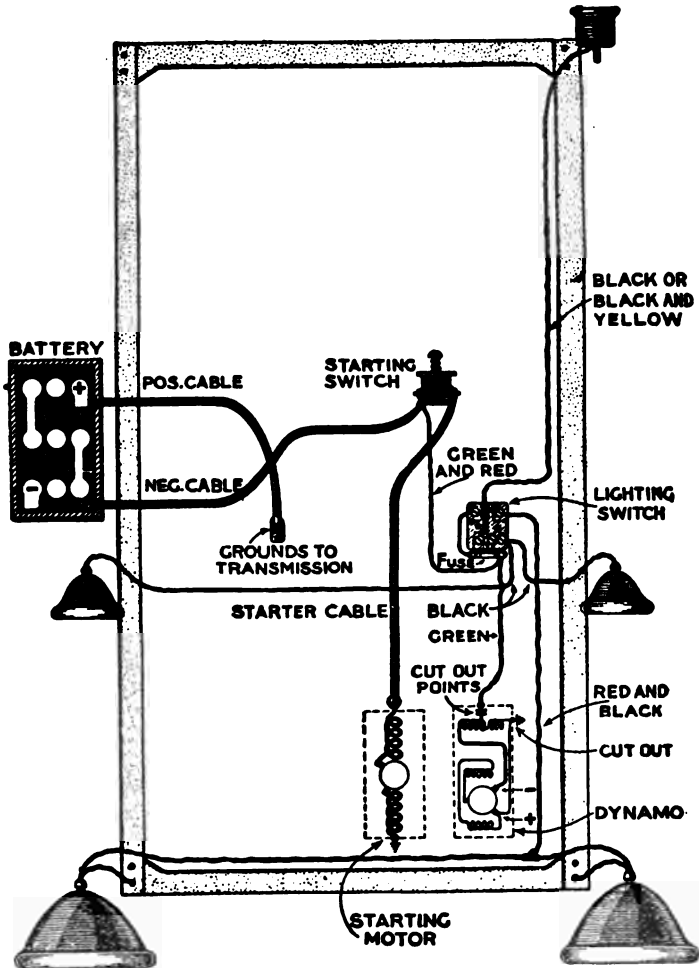 BLACK OR
BLACK AND
YELLOW
BATTERY
STARTING
SWITCH
POS. CABLE
+
GREEN
AND RED
NEG. CABLE
-
LIGHTING
SWITCH
GROUNDS TO
TRANSMISSION
Fuse
STARTER CABLE
BLACK
GREEN
CUT OUT
POINTS
RED AND
BLACK
CUT OUT
-
+
DYNAMO
STARTING
MOTOR